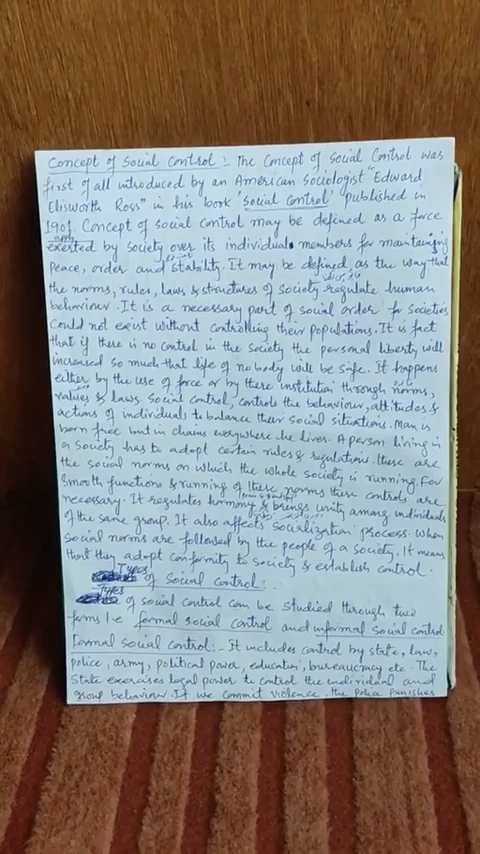 Concept of Social Control :- The Concept of Social Control was
first of all introduced by an American Sociologist "Edward
Elisworth Ross" in his book 'Social Control' published in
1901. Concept of social control may be defined as a force
exerted by society over its individual members for maintaining
Peace, order and stability. It may be defined as the way that
the norms, rules, laws & structures of society regulate human
behaviour. It is a necessary part of social order for societies
could not exist without controlling their populations. It is fact
that if there is no control in the society the personal liberty will
increased so much that life of no body will be safe. It happens
either by the use of force or by these institution through norms,
values & laws. Social control, controls the behaviour, attitudes &
actions of individuals to balance their social situations. Man is
born free but in chains everywhere he lives. A person living in
a society has to adopt certain rules & regulation. These are
the social norms on which the whole society is running. For
smooth functions & running of these norms these controls are
necessary. It regulates harmony & brings unity among individuals
of the same group. It also affects socialization process. When
social norms are followed by the people of a society. It means
that they adopt conformity to society & establish control.
Types of Social Control:-
Types of social control can be studied through two
forms i.e formal social control and informal social control
Formal social control:- It includes control by state, law,
police, army, political power, education, bureaucracy etc. The
State exercises legal power to control the individual and
group behaviour. If we commit violence, the police punishes